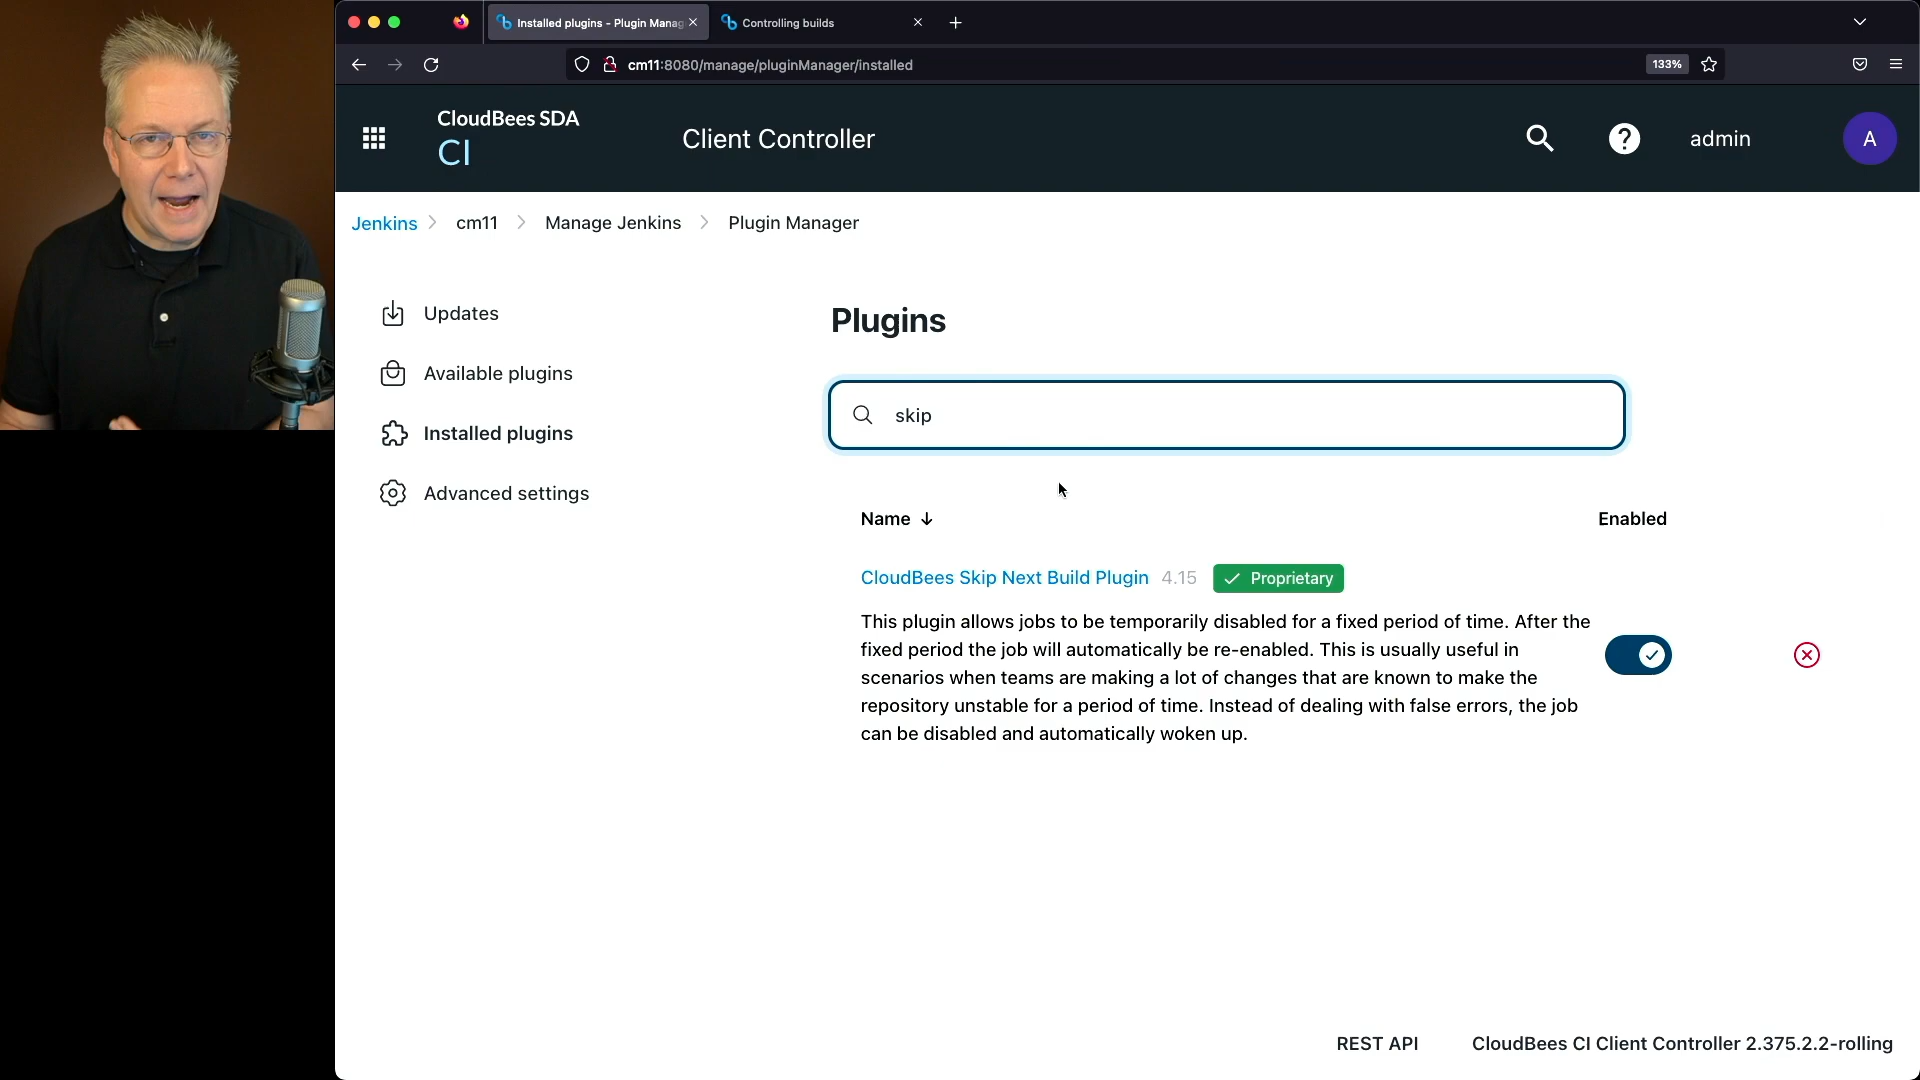 Installed plugins - Plugin Manag
Controlling builds
cm11:8080/manage/pluginManager/installed
133%
CloudBees SDA
CI
Client Controller
?
admin
A
Jenkins
cm11
Manage Jenkins
Plugin Manager
Updates
Available plugins
Installed plugins
Advanced settings
Plugins
skip
Name
Enabled
CloudBees Skip Next Build Plugin 4.15 Proprietary
This plugin allows jobs to be temporarily disabled for a fixed period of time. After the
fixed period the job will automatically be re-enabled. This is usually useful in
scenarios when teams are making a lot of changes that are known to make the
repository unstable for a period of time. Instead of dealing with false errors, the job
can be disabled and automatically woken up.
REST API
CloudBees CI Client Controller 2.375.2.2-rolling